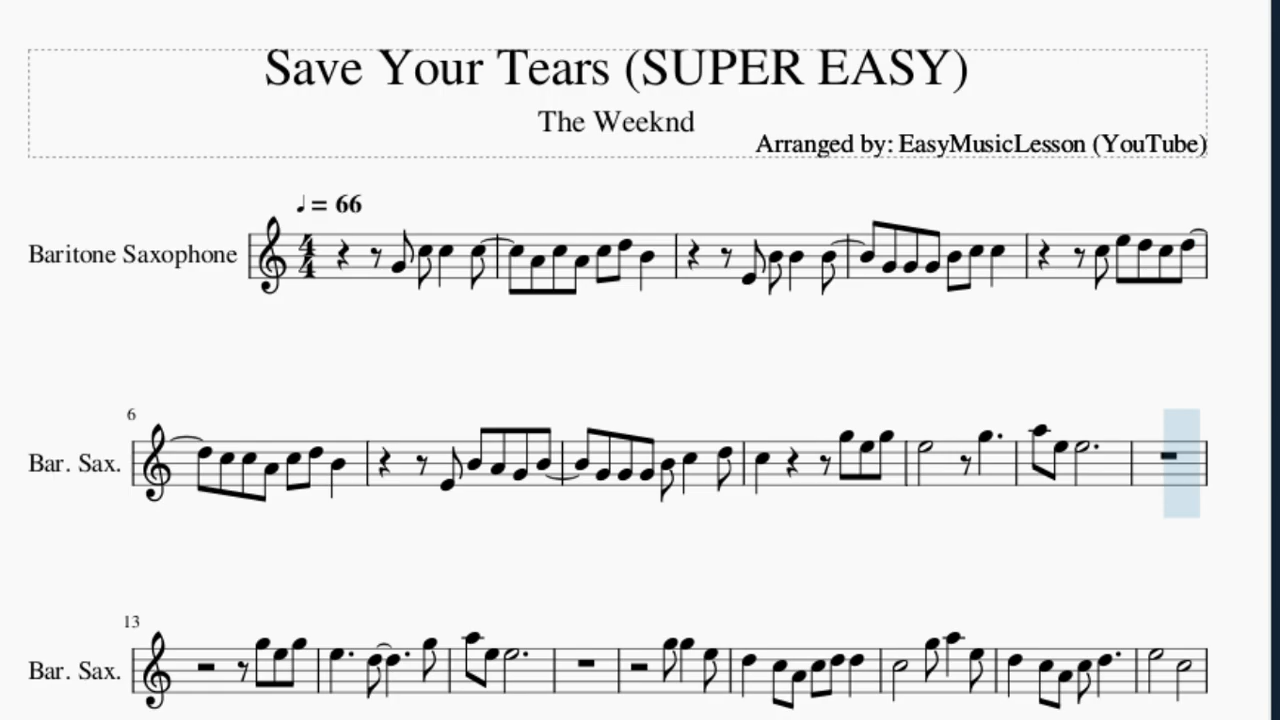 Save Your Tears (SUPER EASY)
The Weeknd
Arranged by: EasyMusicLesson (YouTube)
♩ = 66
Baritone Saxophone
4
4
6
Bar. Sax.
13
Bar. Sax.